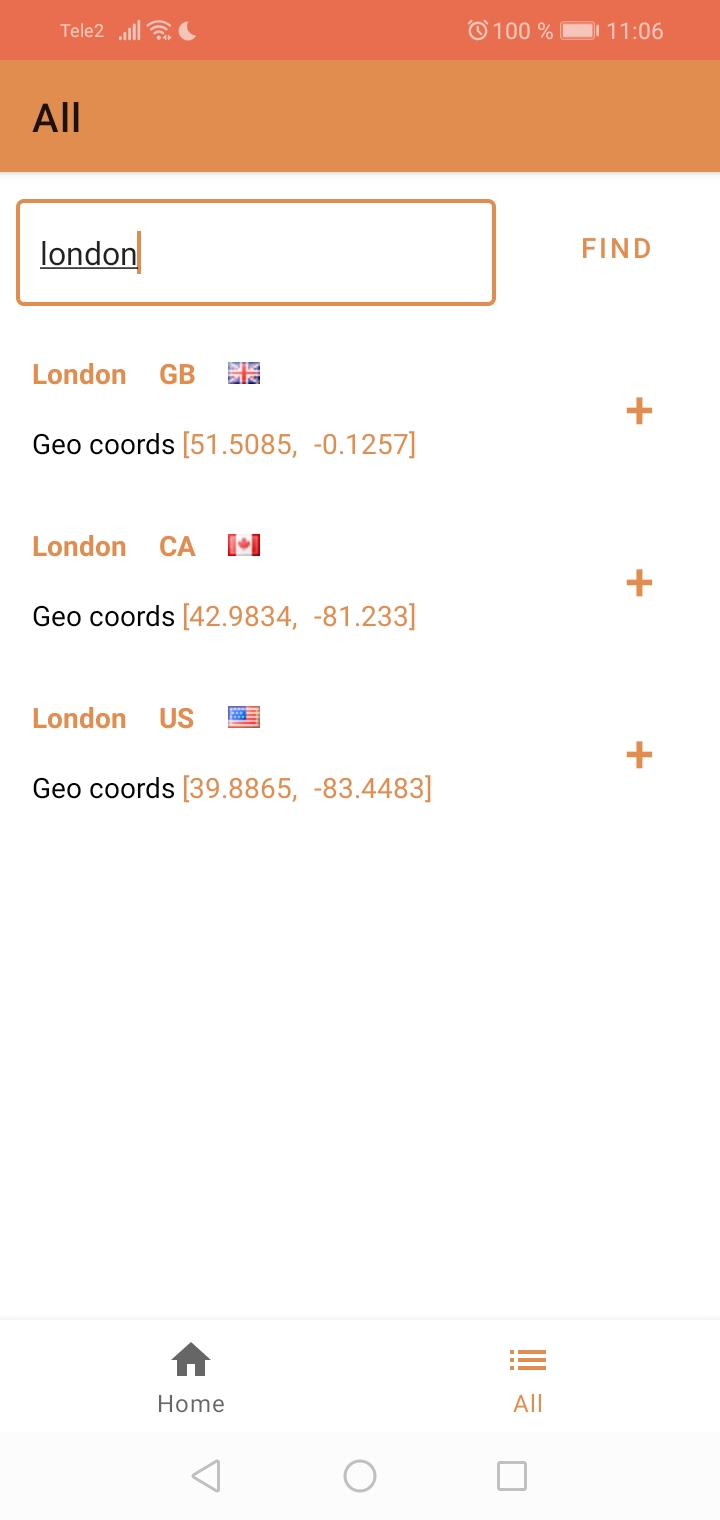 Tele2 100 % 11:06
All
london FIND
London GB
Geo coords [51.5085, -0.1257]
London CA
Geo coords [42.9834, -81.233]
London US
Geo coords [39.8865, -83.4483]
Home All